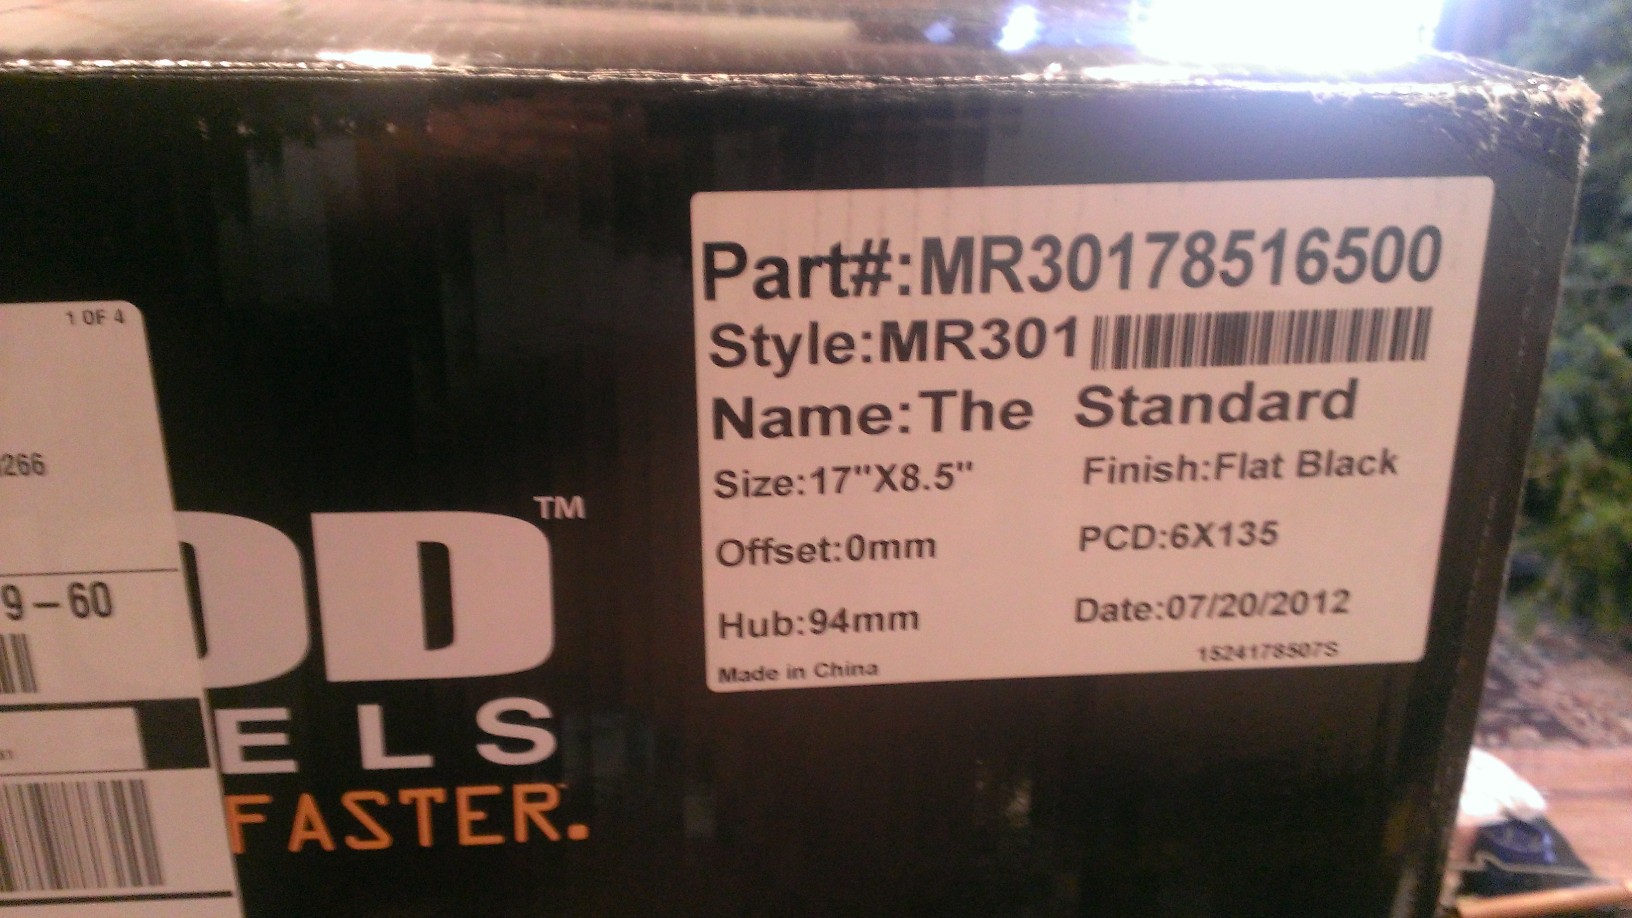 1 OF 4
266
9-60
OD™
ELS
FASTER.
Part#:MR30178516500
Style:MR301
Name:The Standard
Size:17"X8.5" Finish:Flat Black
Offset:0mm PCD:6X135
Hub:94mm Date:07/20/2012
Made in China 1524178507S